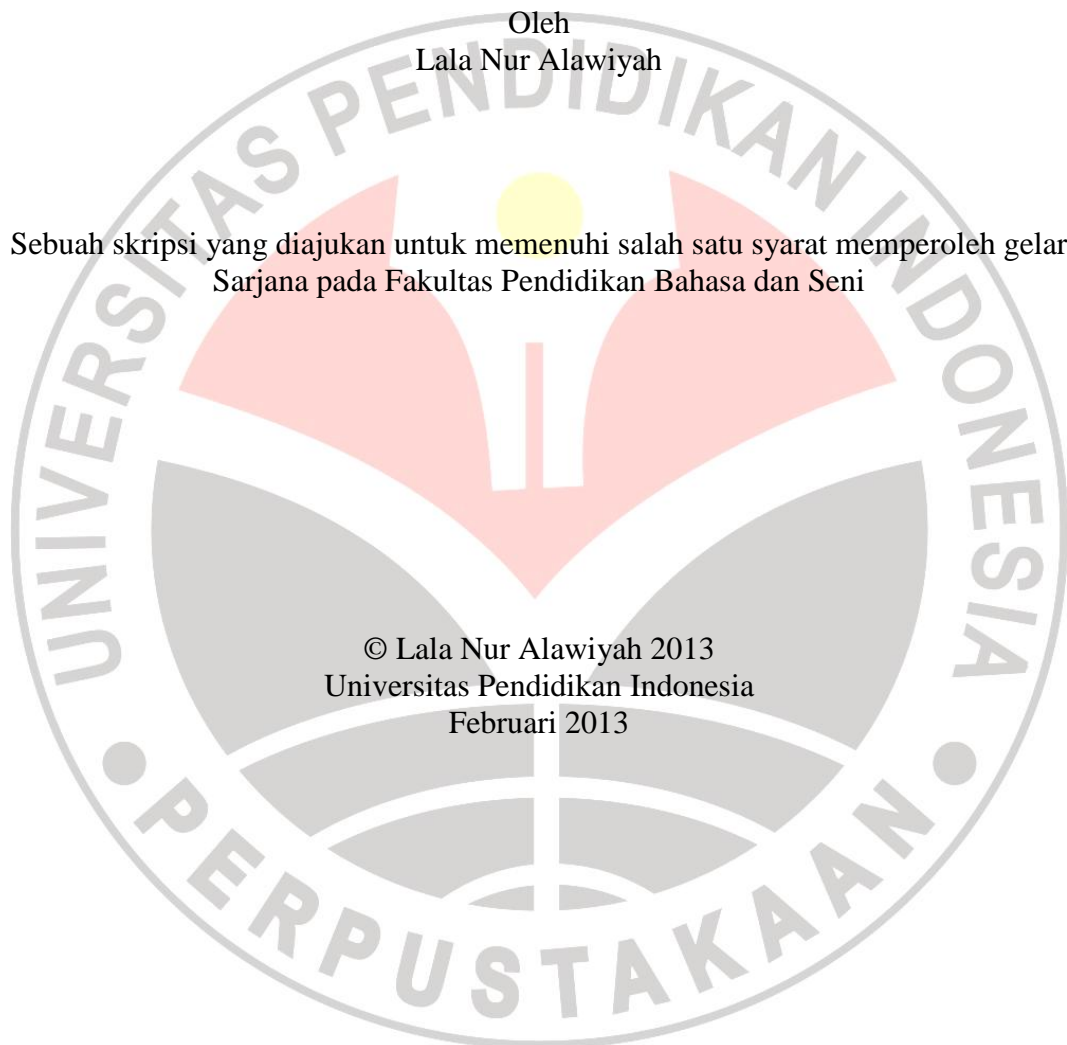 Oleh
Lala Nur Alawiyah
Sebuah skripsi yang diajukan untuk memenuhi salah satu syarat memperoleh gelar
Sarjana pada Fakultas Pendidikan Bahasa dan Seni
© Lala Nur Alawiyah 2013
Universitas Pendidikan Indonesia
Februari 2013
UNIVERSITAS PENDIDIKAN INDONESIA
PERPUSTAKAAN